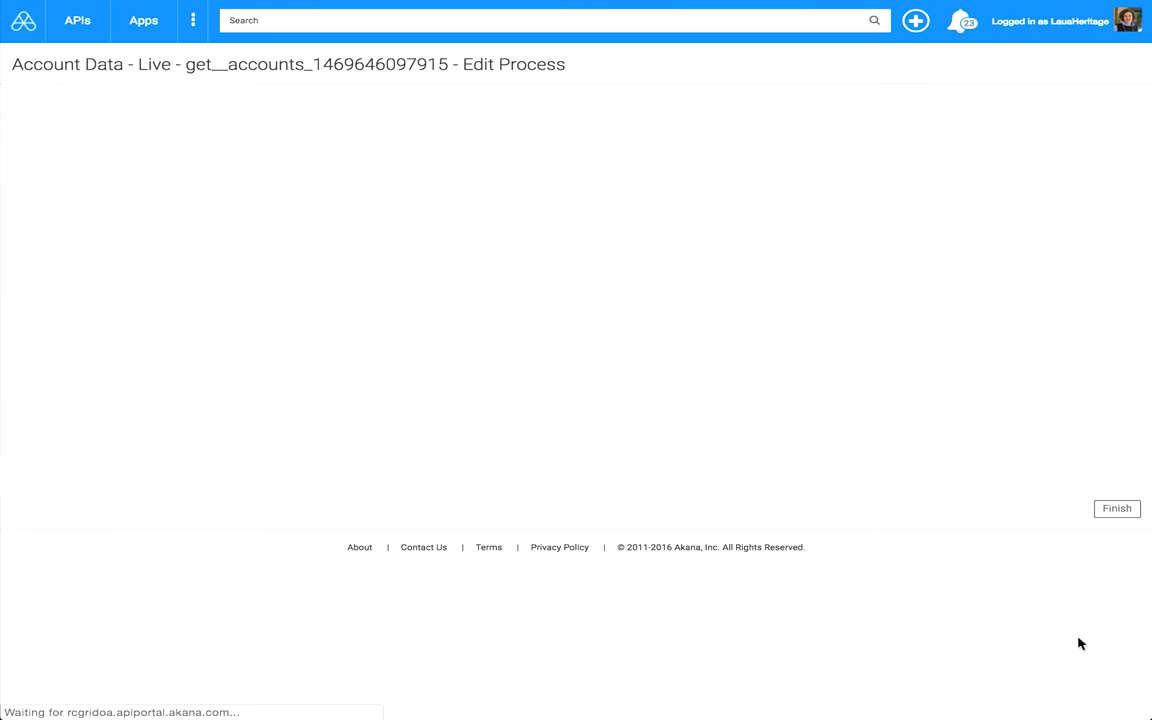 APIs
Apps
Search
23
Logged in as LauaHeritage
Account Data - Live - get__accounts_1469646097915 - Edit Process
Finish
About | Contact Us | Terms | Privacy Policy | © 2011-2016 Akana, Inc. All Rights Reserved.
Waiting for rcgridoa.apiportal.akana.com...